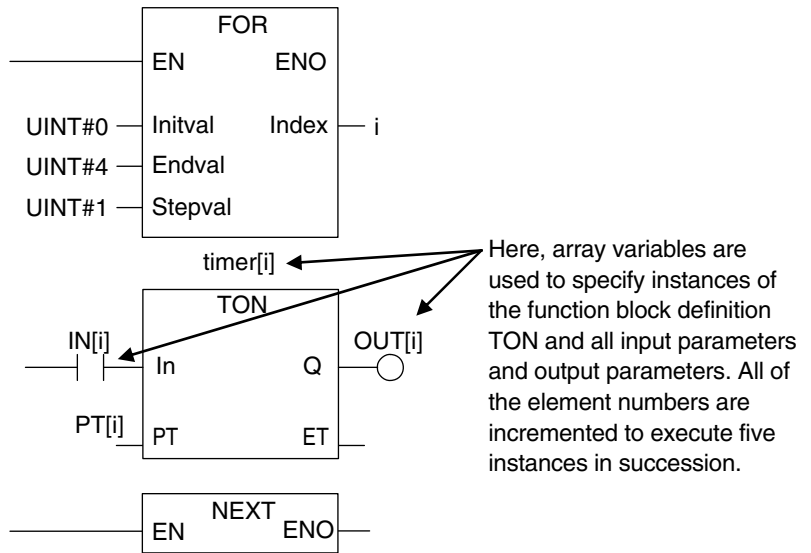 FOR
EN ENO
UINT#0 Initval Index i
UINT#4 Endval
UINT#1 Stepval
timer[i]
TON
IN[i] OUT[i]
In Q
PT[i] PT ET
NEXT
EN ENO
Here, array variables are
used to specify instances of
the function block definition
TON and all input parameters
and output parameters. All of
the element numbers are
incremented to execute five
instances in succession.